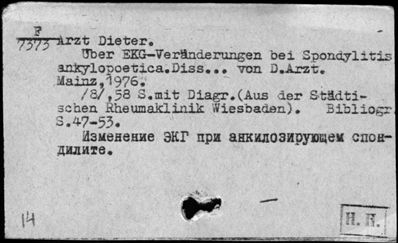 F
7373
Arzt Dieter.
Über EKG-Veränderungen bei Spondylitis
ankylopoetica.Diss... von D.Arzt.
Mainz,1976.
/8/,58 S.mit Diagr.(Aus der Städti-
schen Rheumaklinik Wiesbaden). Bibliogr.
S.47-53.
Изменение ЭКГ при анкилозирующем спон-
дилите.
14
Н. Н.